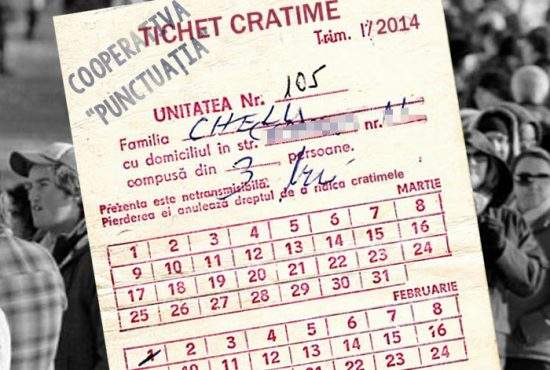 COOPERATIVA
"PUNCTUAȚIA"
TICHET CRATIME
Trim. I/2014
UNITATEA Nr. 105
Familia
cu domiciliul în str. nr.
compusă din 3 persoane. trei
Prezenta este netransmisibilă.
Pierderea ei anulează dreptul de a ridica cratimele
MARTIE
1 2 3 4 5 6 7 8
9 10 11 12 13 14 15 16
17 18 19 20 21 22 23 24
25 26 27 28 29 30 31
FEBRUARIE
1 2 3 4 5 6 7 8
9 10 11 12 13 14 15 16
17 18 19 20 21 22 23 24